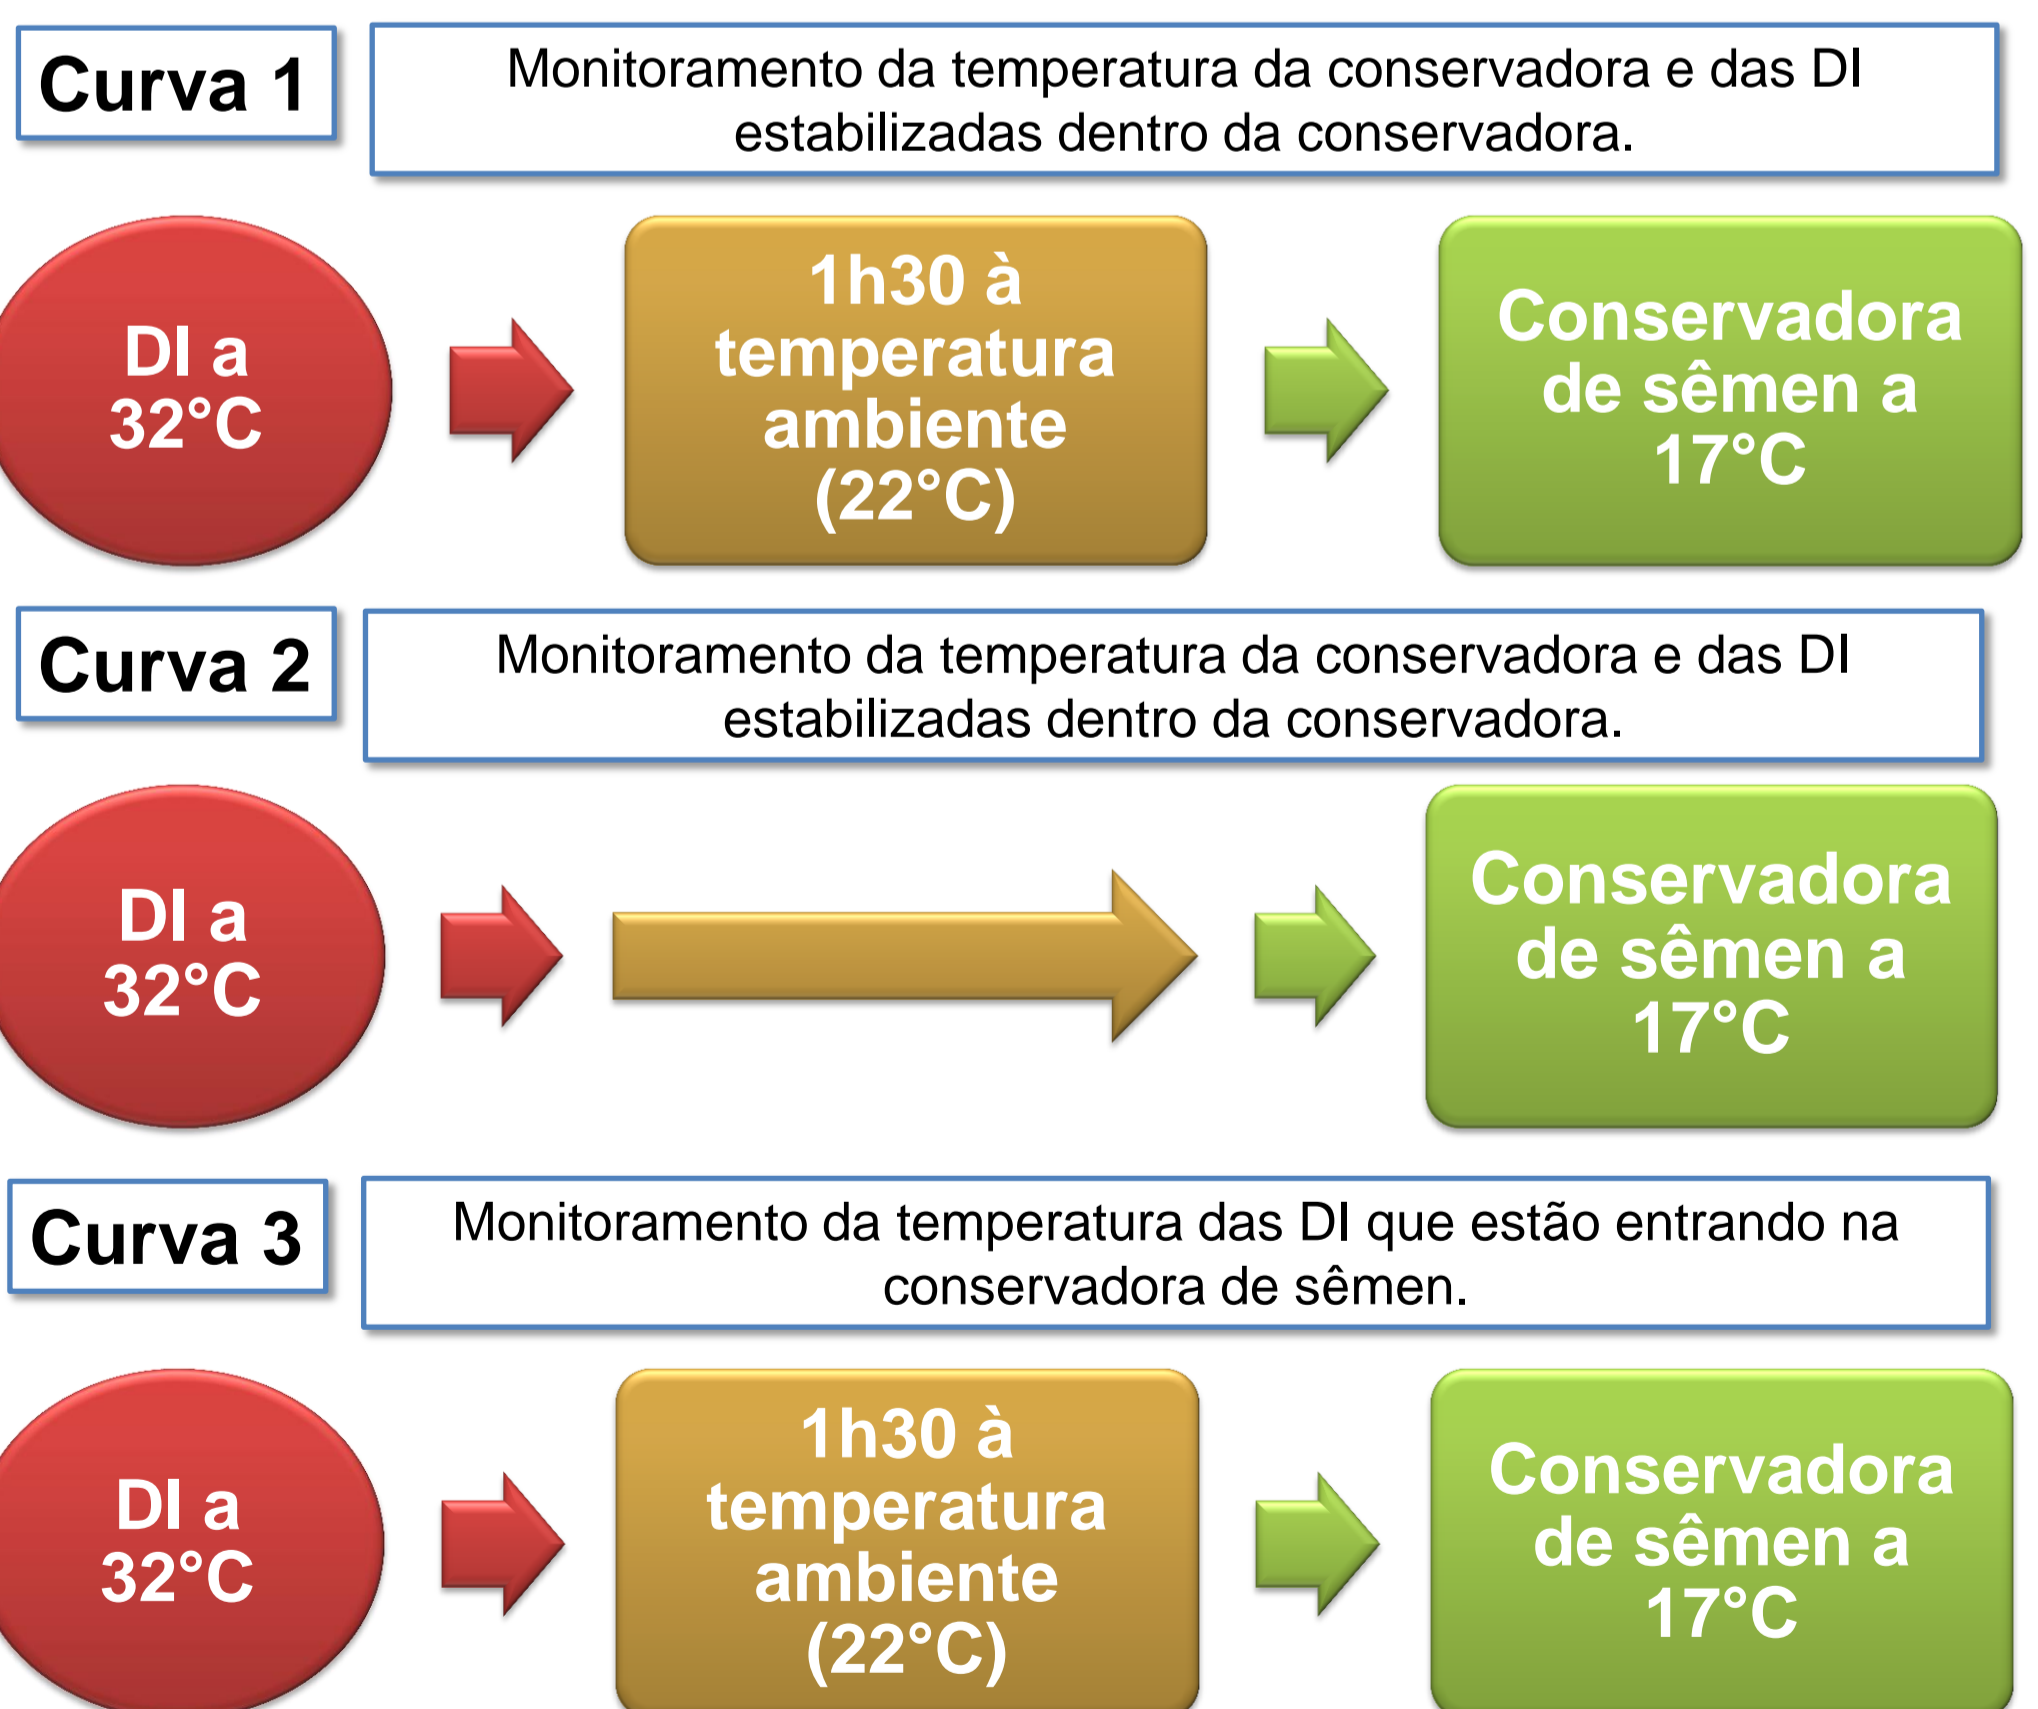 Curva 1
Monitoramento da temperatura da conservadora e das DI
estabilizadas dentro da conservadora.
DI a
32°C
1h30 à
temperatura
ambiente
(22°C)
Conservadora
de sêmen a
17°C
Curva 2
Monitoramento da temperatura da conservadora e das DI
estabilizadas dentro da conservadora.
DI a
32°C
Conservadora
de sêmen a
17°C
Curva 3
Monitoramento da temperatura das DI que estão entrando na
conservadora de sêmen.
DI a
32°C
1h30 à
temperatura
ambiente
(22°C)
Conservadora
de sêmen a
17°C